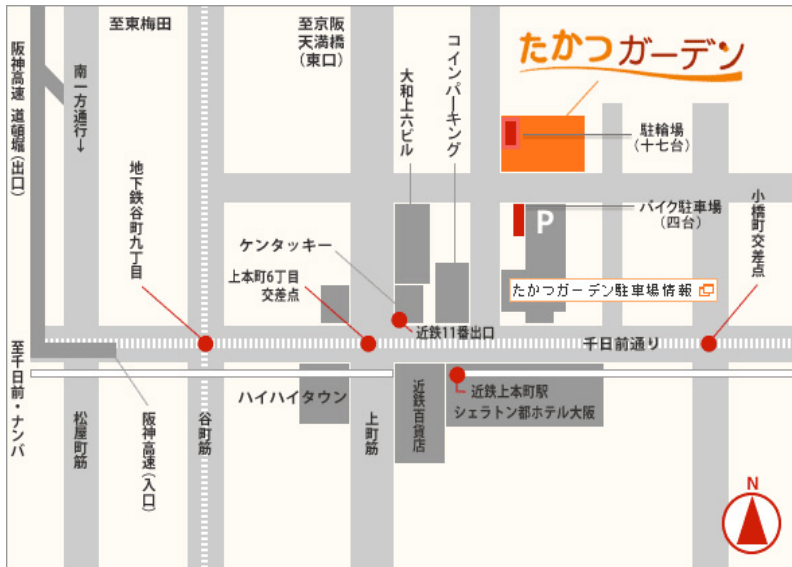 至東梅田
至京阪
天満橋
（東口）
コインパーキング
たかつガーデン
阪神高速 道頓堀（出口）
南一方通行↓
大和上六ビル
駐輪場
（十七台）
地下鉄谷町九丁目
小橋町交差点
バイク駐車場
（四台）
P
ケンタッキー
上本町6丁目
交差点
たかつガーデン駐車場情報
近鉄11番出口
千日前通り
至千日前・ナンバ
ハイハイタウン
近鉄百貨店
近鉄上本町駅
シェラトン都ホテル大阪
松屋町筋
阪神高速（入口）
谷町筋
上町筋
N